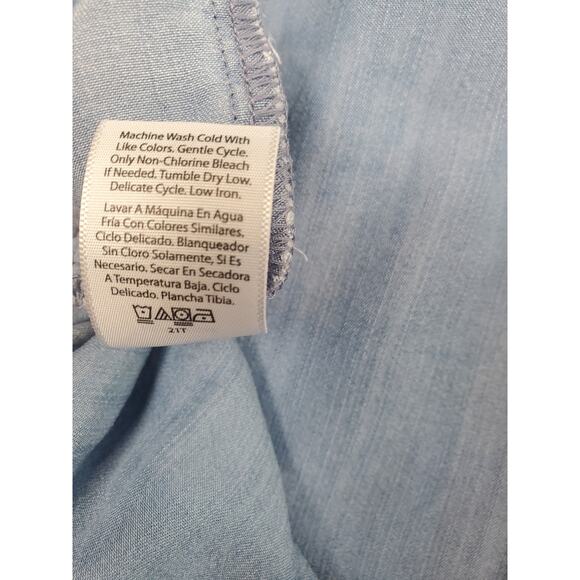 Machine Wash Cold With
Like Colors. Gentle Cycle.
Only Non-Chlorine Bleach
If Needed. Tumble Dry Low,
Delicate Cycle. Low Iron.
Lavar A Máquina En Agua
Fría Con Colores Similares,
Ciclo Delicado. Blanqueador
Sin Cloro Solamente, Si Es
Necesario. Secar En Secadora
A Temperatura Baja. Ciclo
Delicado. Plancha Tibia.
21T